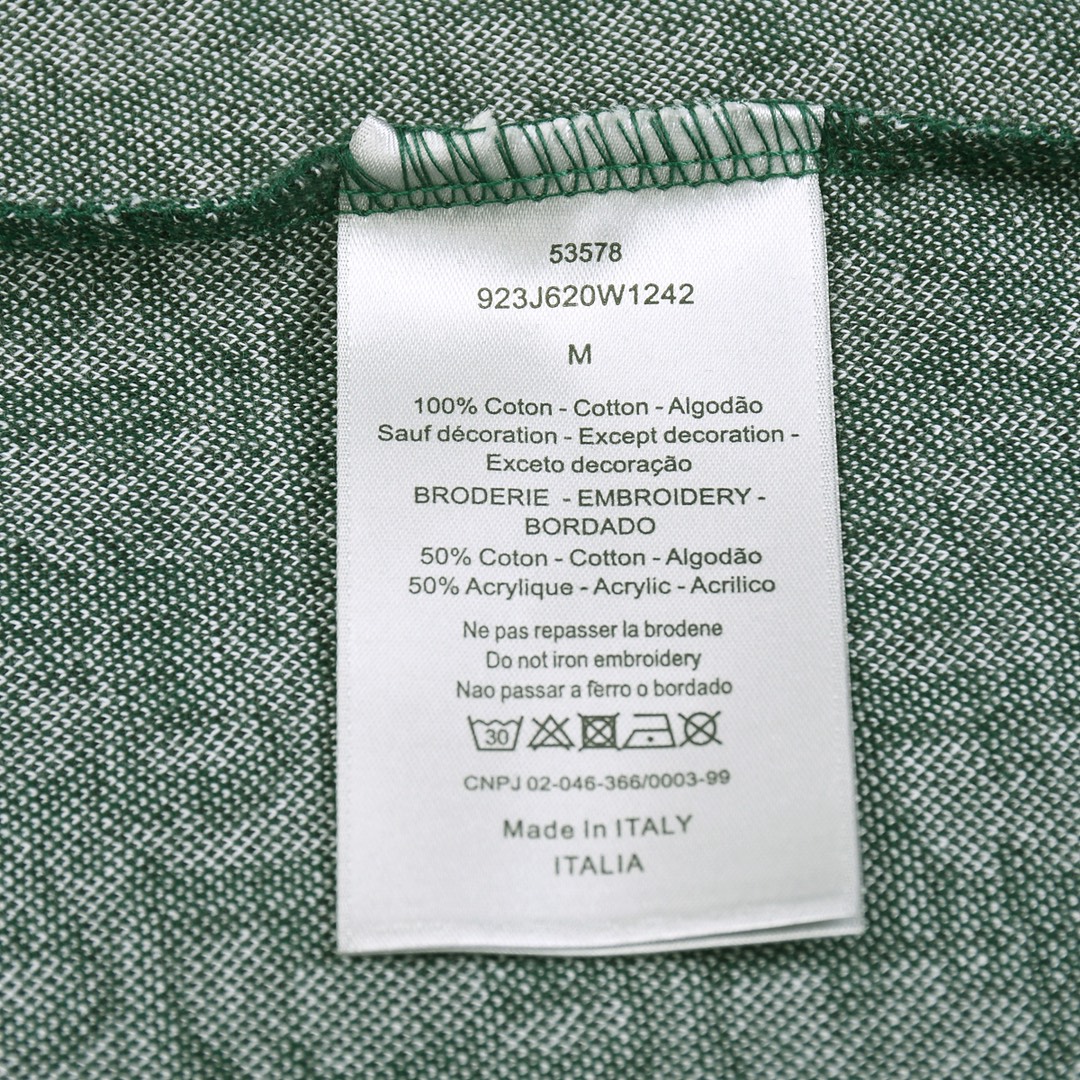 53578
923J620W1242
M
100% Coton - Cotton - Algodão
Sauf décoration - Except decoration -
Exceto decoração
BRODERIE - EMBROIDERY -
BORDADO
50% Coton - Cotton - Algodão
50% Acrylique - Acrylic - Acrilico
Ne pas repasser la brodene
Do not iron embroidery
Nao passar a fèrro o bordado
30
CNPJ 02-046-366/0003-99
Made In ITALY
ITALIA